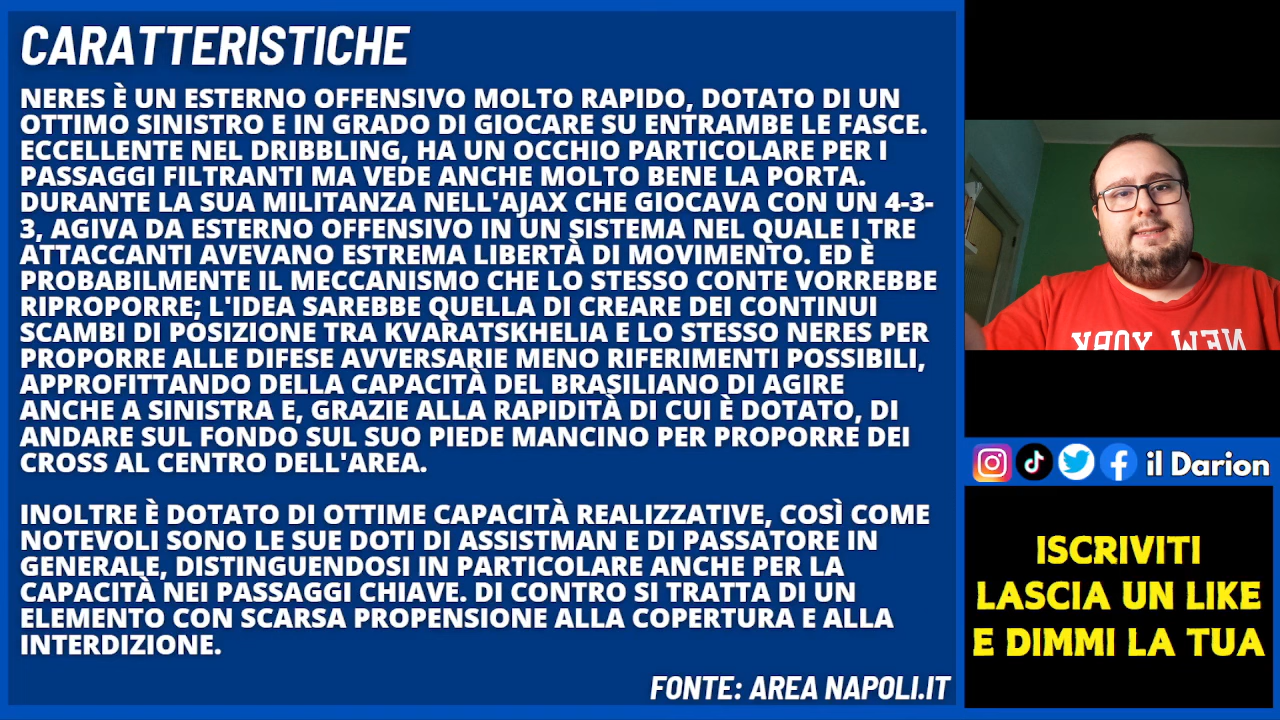 CARATTERISTICHE
NERES È UN ESTERNO OFFENSIVO MOLTO RAPIDO, DOTATO DI UN
OTTIMO SINISTRO E IN GRADO DI GIOCARE SU ENTRAMBE LE FASCE.
ECCELLENTE NEL DRIBBLING, HA UN OCCHIO PARTICOLARE PER I
PASSAGGI FILTRANTI MA VEDE ANCHE MOLTO BENE LA PORTA.
DURANTE LA SUA MILITANZA NELL'AJAX CHE GIOCAVA CON UN 4-3-
3, AGIVA DA ESTERNO OFFENSIVO IN UN SISTEMA NEL QUALE I TRE
ATTACCANTI AVEVANO ESTREMA LIBERTÀ DI MOVIMENTO. ED È
PROBABILMENTE IL MECCANISMO CHE LO STESSO CONTE VORREBBE
RIPROPORRE; L'IDEA SAREBBE QUELLA DI CREARE DEI CONTINUI
SCAMBI DI POSIZIONE TRA KVARATSKHELIA E LO STESSO NERES PER
PROPORRE ALLE DIFESE AVVERSARIE MENO RIFERIMENTI POSSIBILI,
APPROFITTANDO DELLA CAPACITÀ DEL BRASILIANO DI AGIRE
ANCHE A SINISTRA E, GRAZIE ALLA RAPIDITÀ DI CUI È DOTATO, DI
ANDARE SUL FONDO SUL SUO PIEDE MANCINO PER PROPORRE DEI
CROSS AL CENTRO DELL'AREA.
INOLTRE È DOTATO DI OTTIME CAPACITÀ REALIZZATIVE, COSÌ COME
NOTEVOLI SONO LE SUE DOTI DI ASSISTMAN E DI PASSATORE IN
GENERALE, DISTINGUENDOSI IN PARTICOLARE ANCHE PER LA
CAPACITÀ NEI PASSAGGI CHIAVE. DI CONTRO SI TRATTA DI UN
ELEMENTO CON SCARSA PROPENSIONE ALLA COPERTURA E ALLA
INTERDIZIONE.
FONTE: AREA NAPOLI.IT
NEW YORK
il Darion
ISCRIVITI
LASCIA UN LIKE
E DIMMI LA TUA